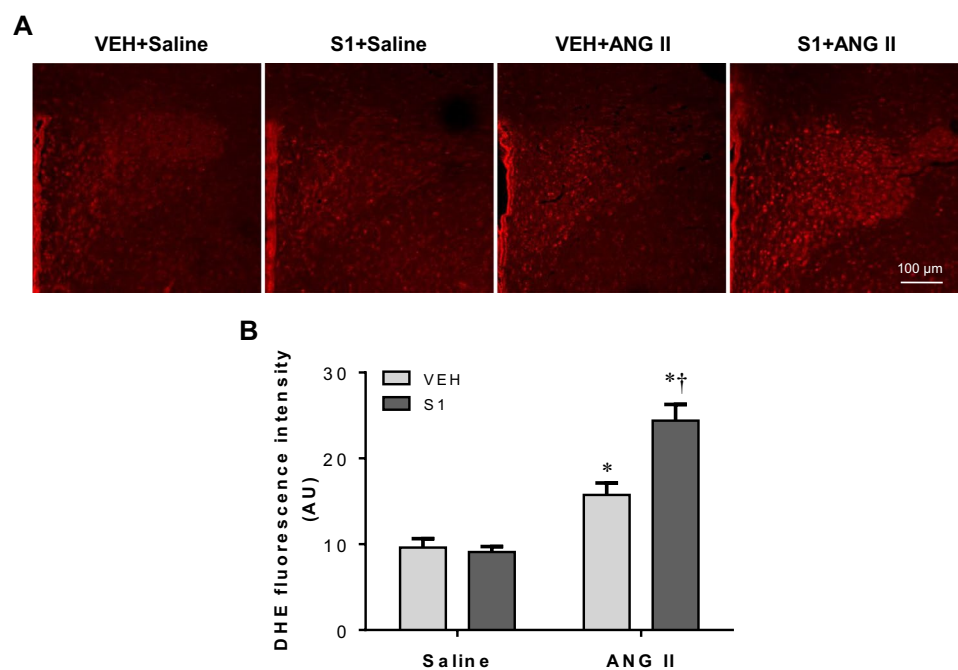 A
VEH+Saline
S1+Saline
VEH+ANG II
S1+ANG II
100 µm
B
DHE fluorescence intensity
(AU)
30
20
10
0
VEH
S1
*
*†
Saline
ANG II